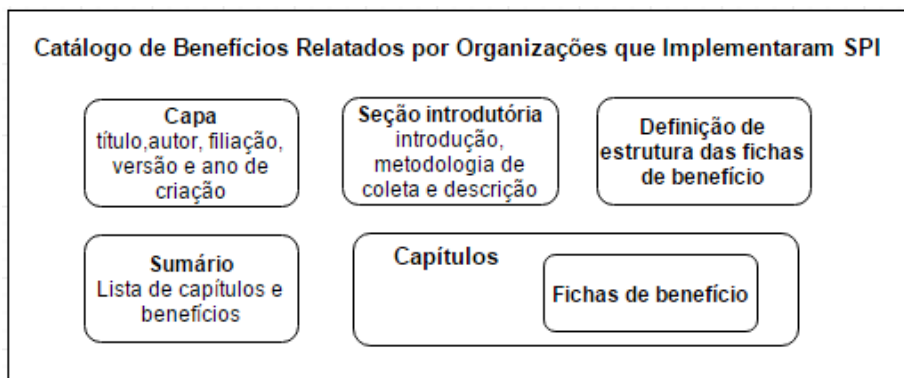 Catálogo de Benefícios Relatados por Organizações que Implementaram SPI
Capa
título,autor, filiação,
versão e ano de
criação
Seção introdutória
introdução,
metodologia de
coleta e descrição
Definição de
estrutura das fichas
de benefício
Sumário
Lista de capítulos e
benefícios
Capítulos
Fichas de benefício